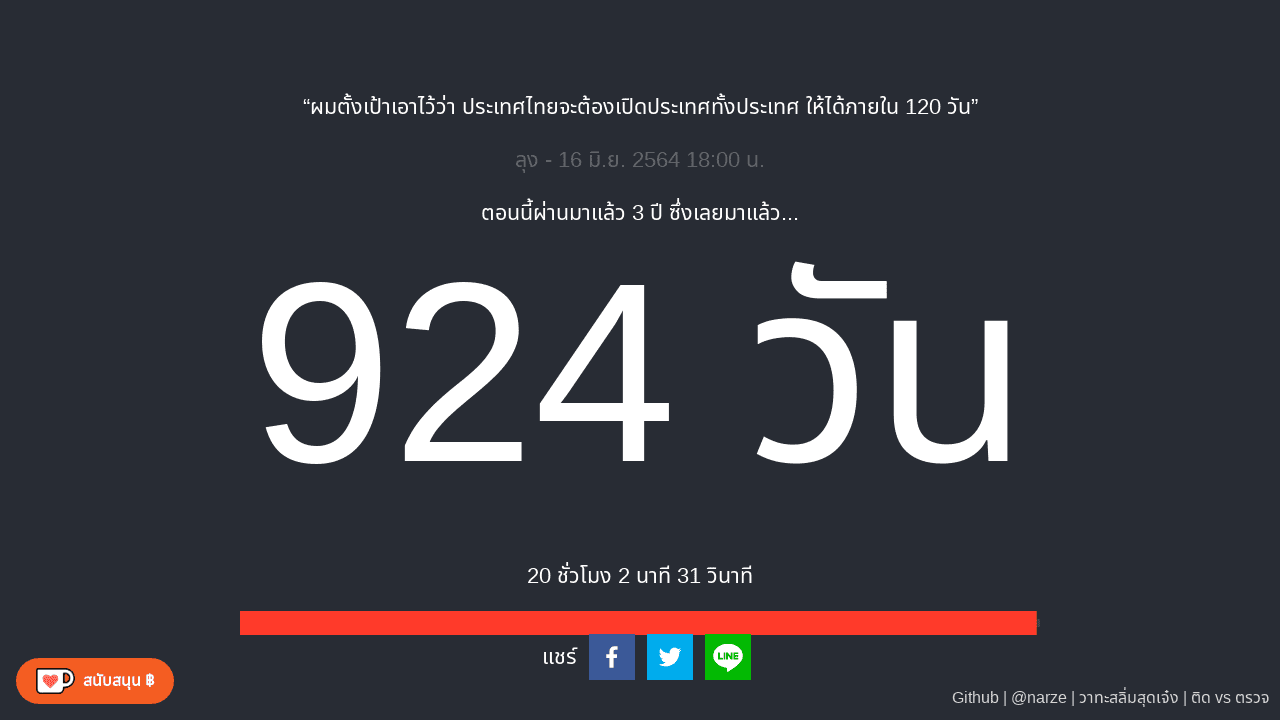 “ผมตั้งเป้าเอาไว้ว่า ประเทศไทยจะต้องเปิดประเทศทั้งประเทศ ให้ได้ภายใน 120 วัน”
ลุง - 16 มิ.ย. 2564 18:00 น.
ตอนนี้ผ่านมาแล้ว 3 ปี ซึ่งเลยมาแล้ว...
924 วัน
20 ชั่วโมง 2 นาที 31 วินาที
แชร์ LINE
สนับสนุน ฿
Github | @narze | วาทะสลิ่มสุดเจ๋ง | ติด vs ตรวจ